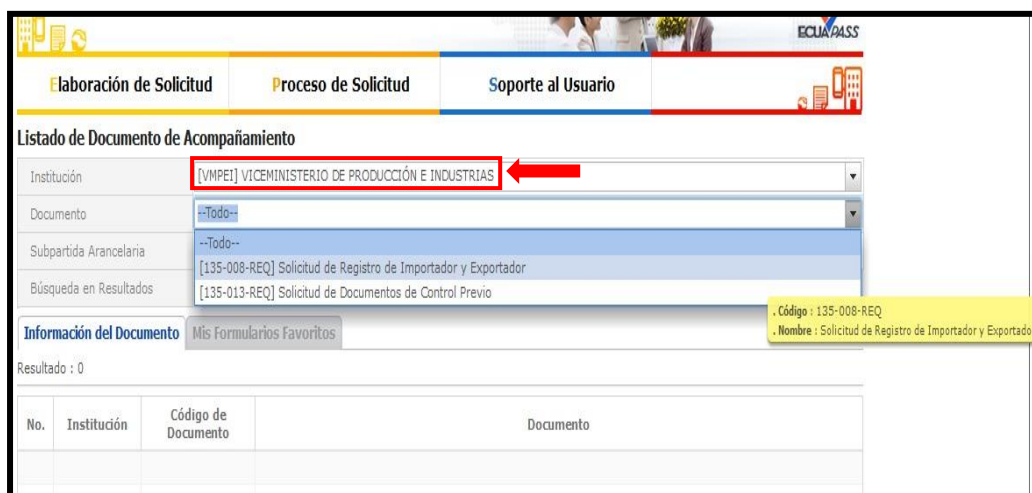 ECUAPASS
Elaboración de Solicitud Proceso de Solicitud Soporte al Usuario
Listado de Documento de Acompañamiento
Institución [VMPEI] VICEMINISTERIO DE PRODUCCIÓN E INDUSTRIAS
Documento --Todo--
--Todo--
Subpartida Arancelaria
[135-008-REQ] Solicitud de Registro de Importador y Exportador
Búsqueda en Resultados [135-013-REQ] Solicitud de Documentos de Control Previo
. Código : 135-008-REQ
. Nombre : Solicitud de Registro de Importador y Exportado
Información del Documento Mis Formularios Favoritos
Resultado : 0
No. Institución Código de Documento Documento